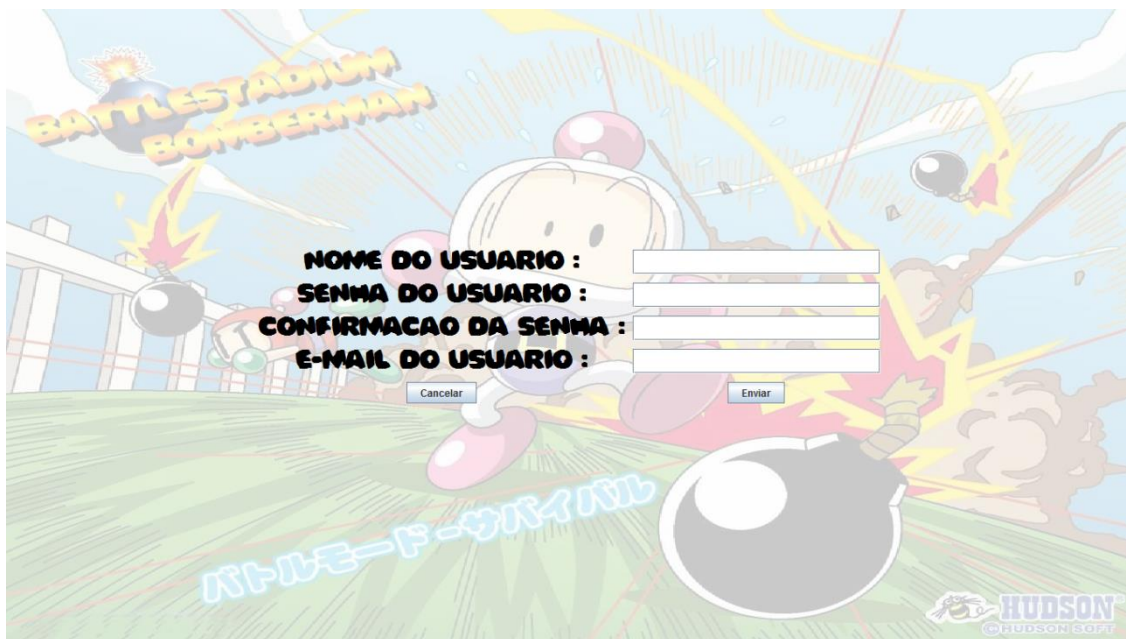 BATTLESTADIUM
BOMBERMAN
NOME DO USUARIO :
SENHA DO USUARIO :
CONFIRMACAO DA SENHA :
E-MAIL DO USUARIO :
Cancelar Enviar
バトルモード-サバイバル
HUDSON
©HUDSON SOFT